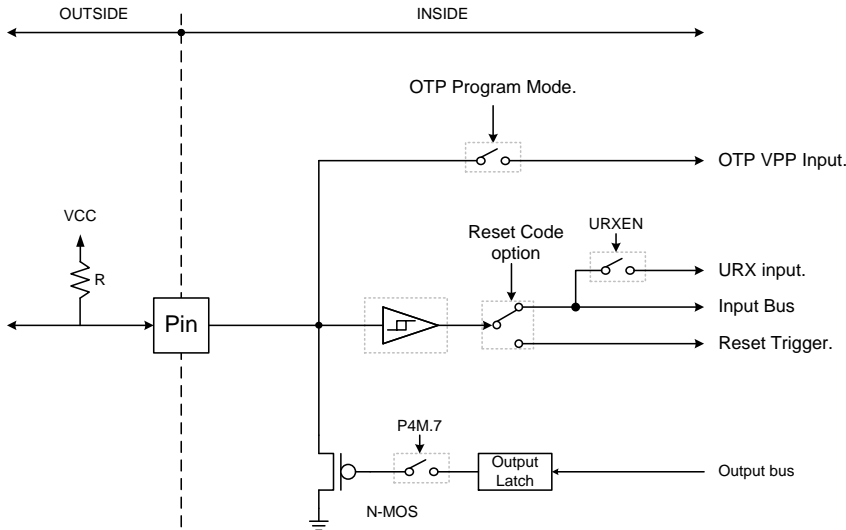 OUTSIDE
INSIDE
OTP Program Mode.
OTP VPP Input.
VCC
R
Reset Code
option
URXEN
URX input.
Pin
Input Bus
Reset Trigger.
P4M.7
Output
Latch
Output bus
N-MOS